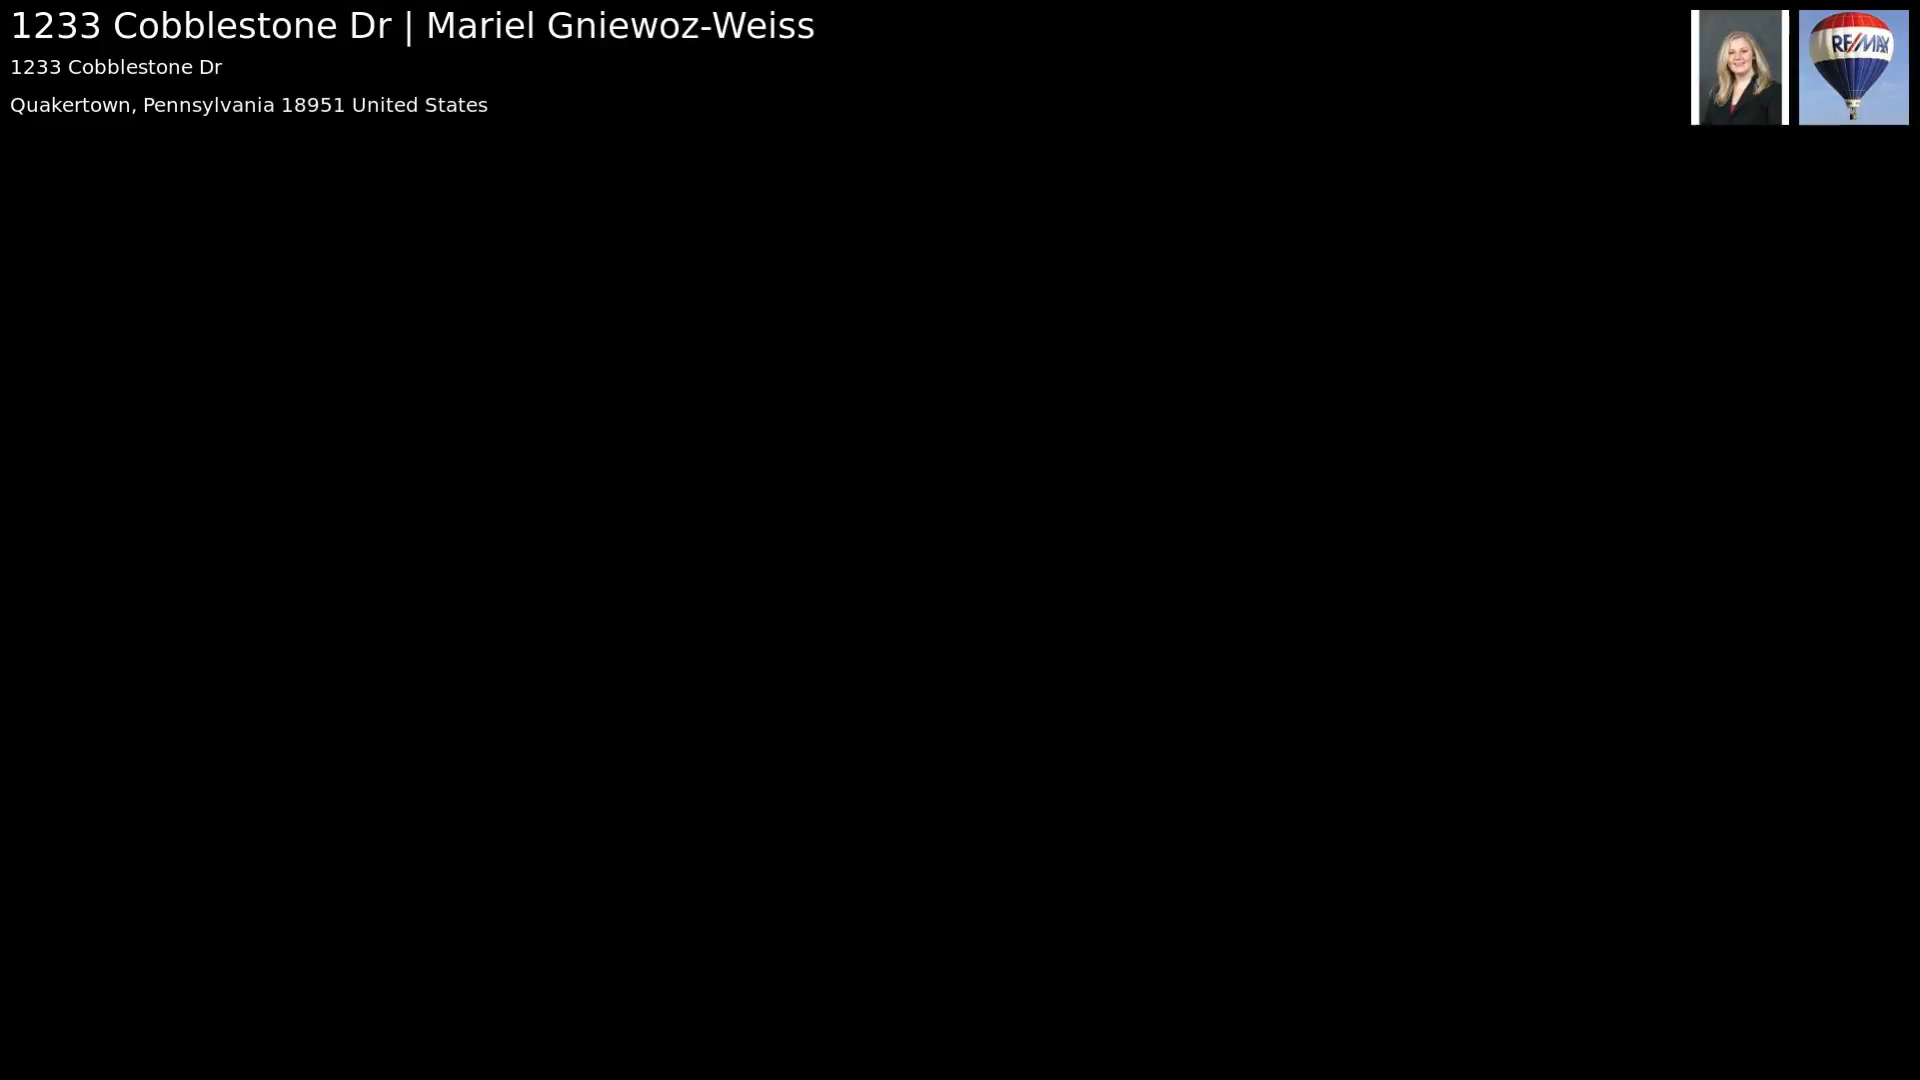 1233 Cobblestone Dr | Mariel Gniewoz-Weiss
1233 Cobblestone Dr
Quakertown, Pennsylvania 18951 United States
RE/MAX